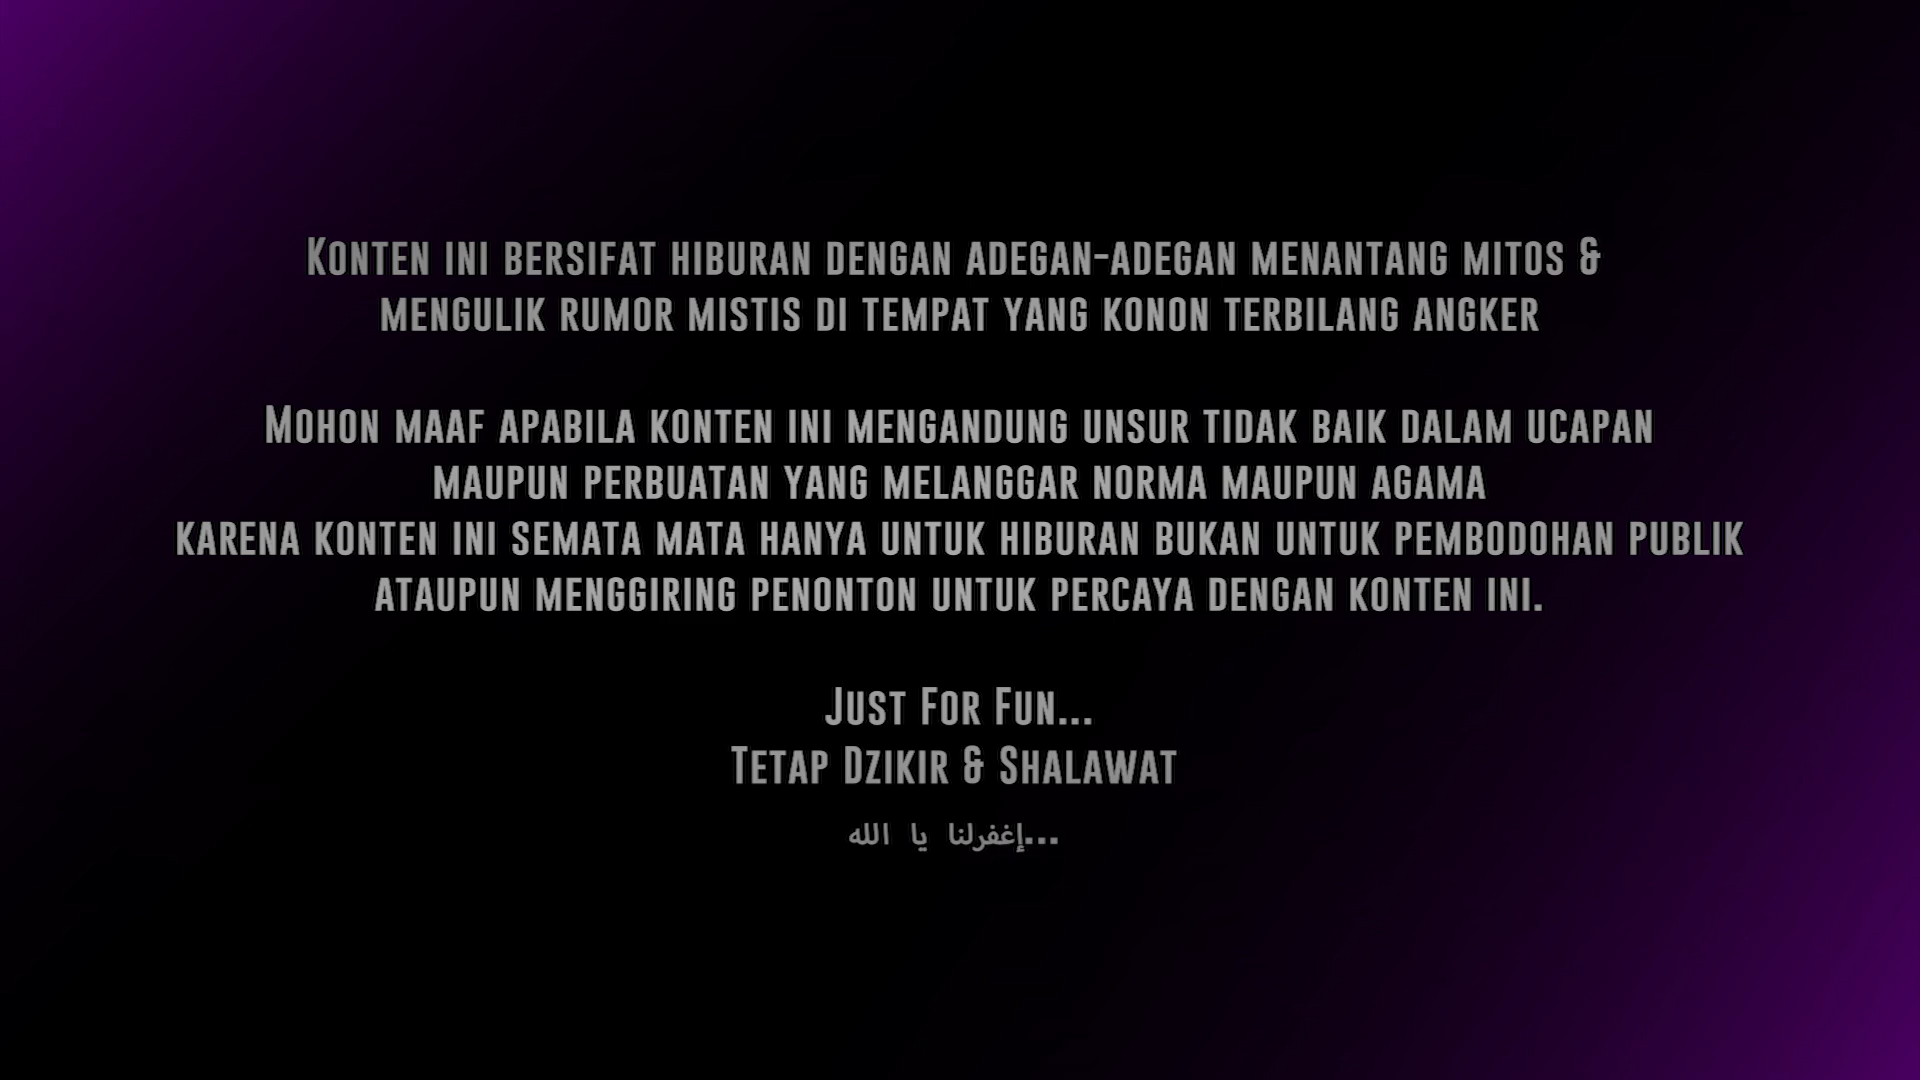 Konten ini bersifat hiburan dengan adegan-adegan menantang mitos &
mengulik rumor mistis di tempat yang konon terbilang angker
Mohon maaf apabila konten ini mengandung unsur tidak baik dalam ucapan
maupun perbuatan yang melanggar norma maupun agama
karena konten ini semata mata hanya untuk hiburan bukan untuk pembodohan publik
ataupun menggiring penonton untuk percaya dengan konten ini.
Just For Fun...
Tetap Dzikir & Shalawat
...إغفرلنا يا الله